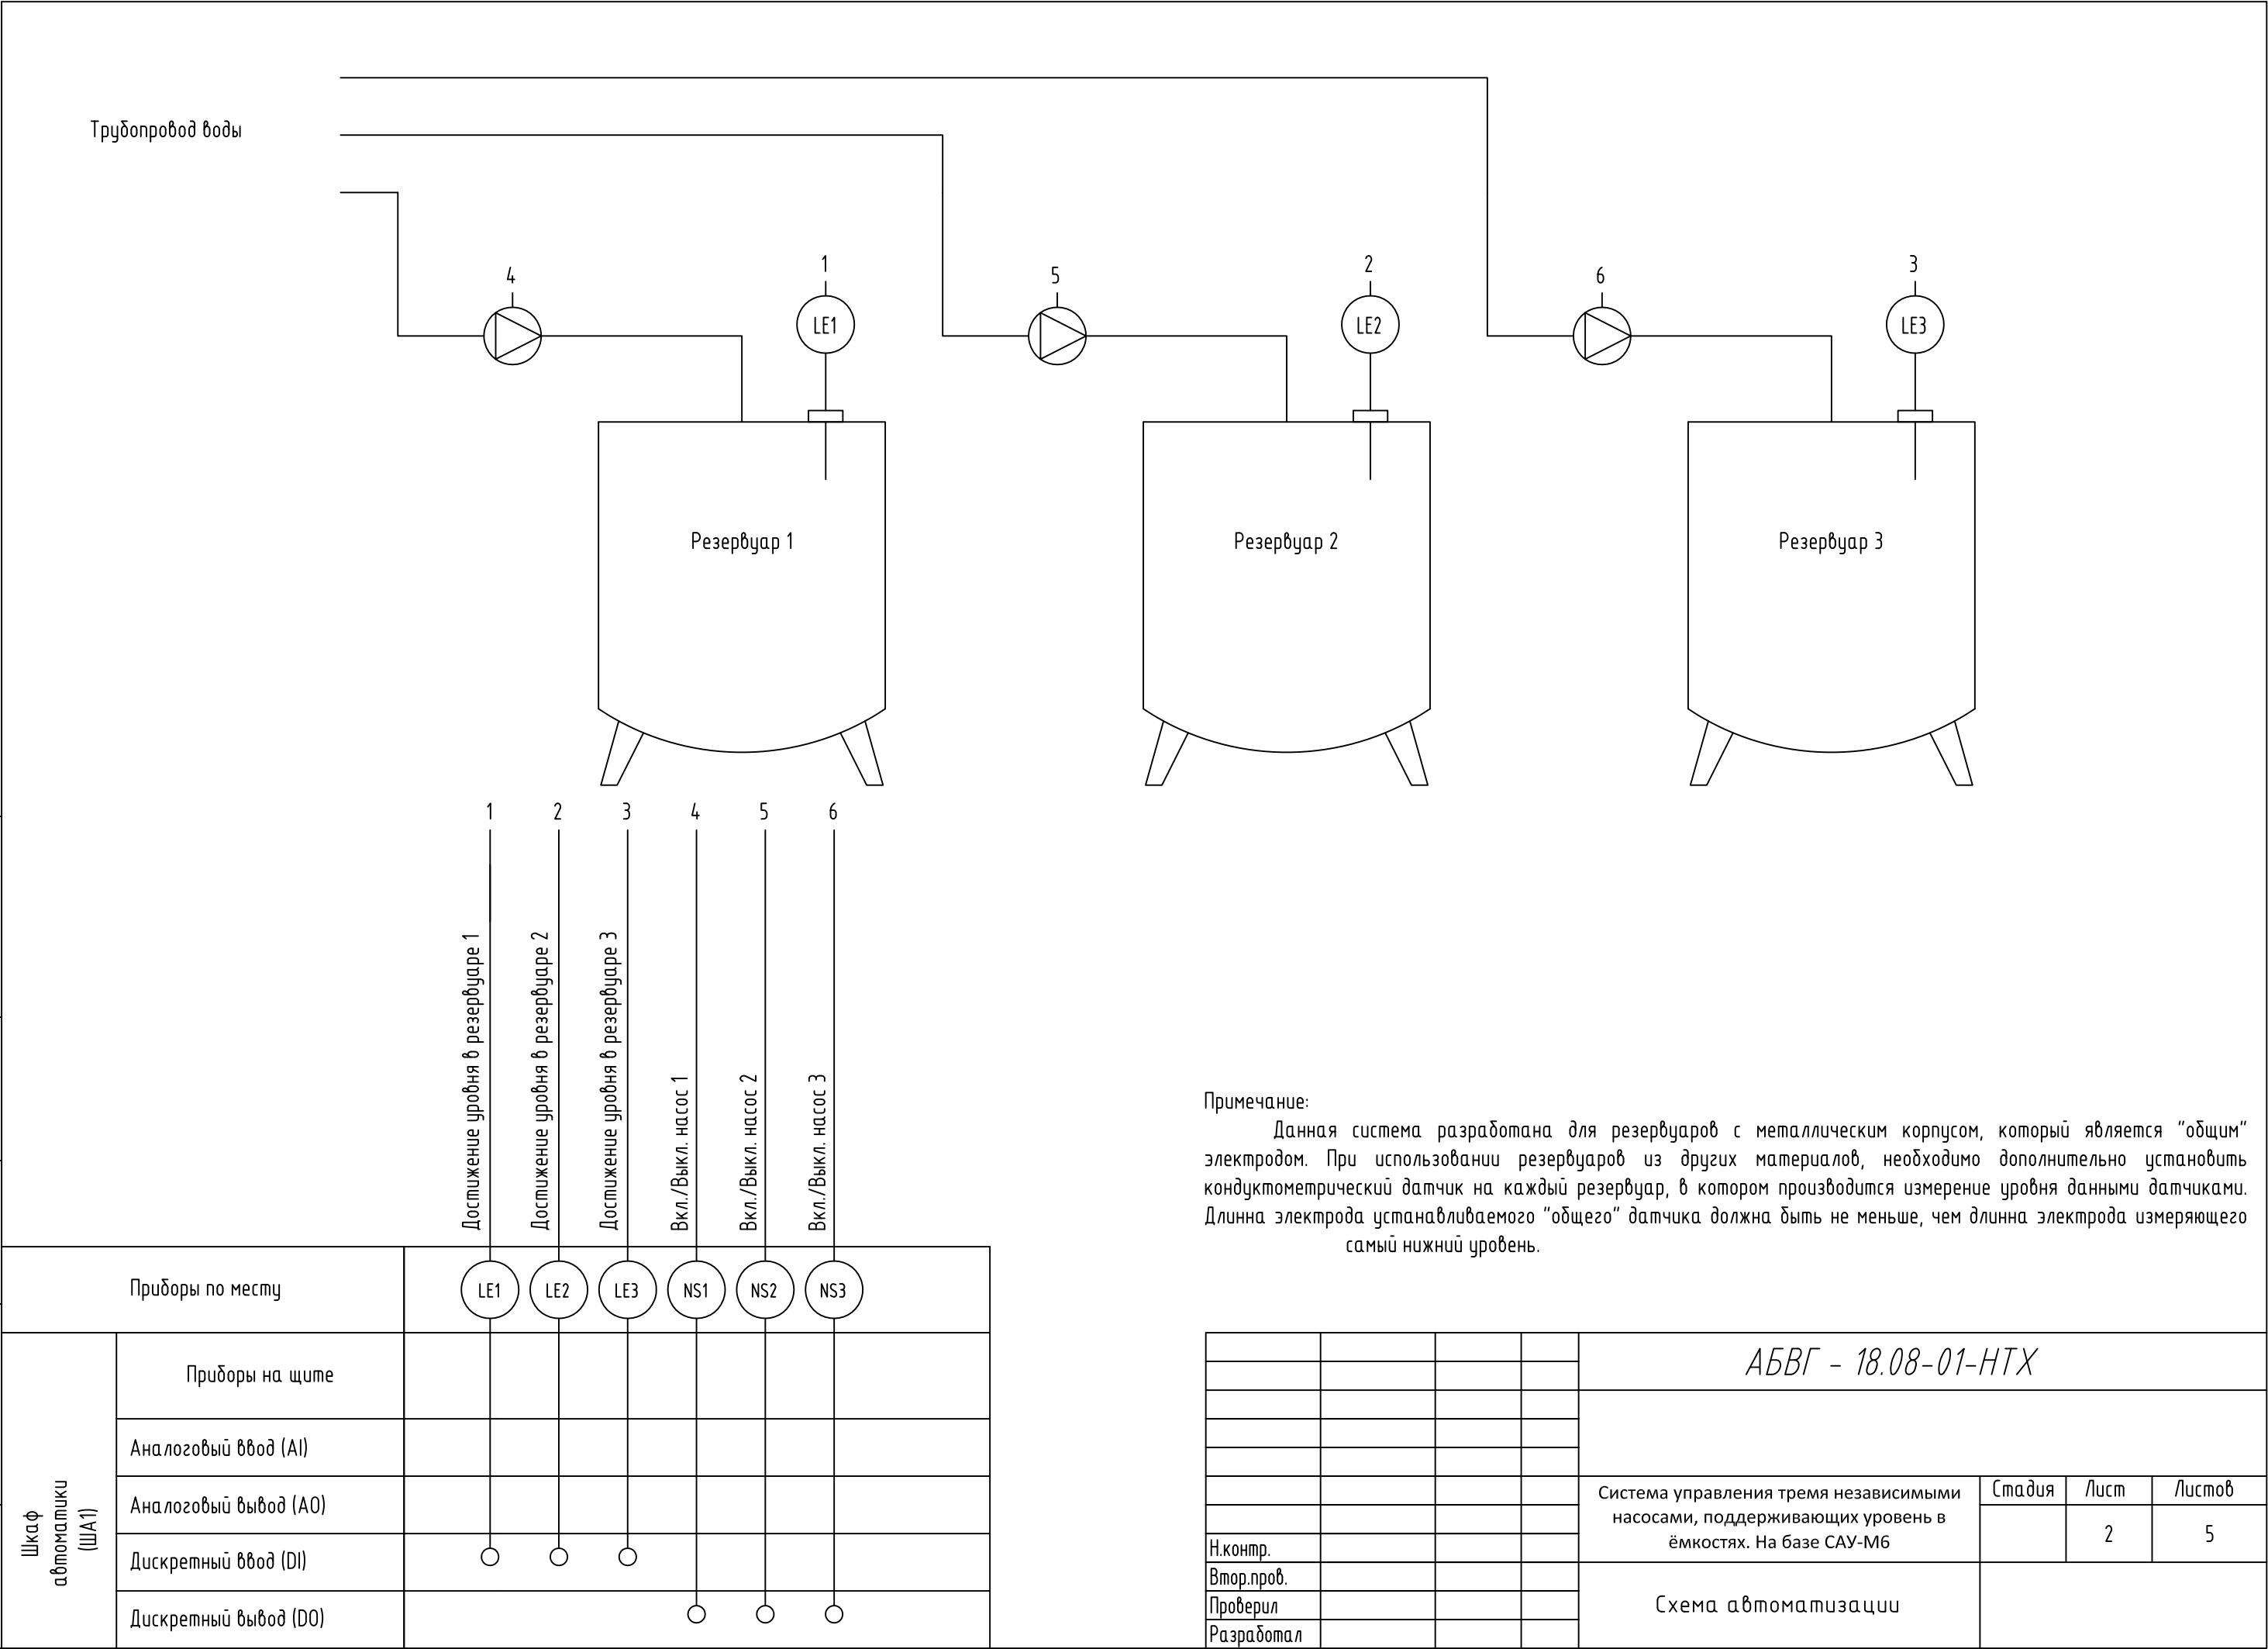 Трубопровод воды
4
1
5
2
6
3
LE1
LE2
LE3
Резервуар 1
Резервуар 2
Резервуар 3
1
2
3
4
5
6
Достижение уровня в резервуаре 1
Достижение уровня в резервуаре 2
Достижение уровня в резервуаре 3
Вкл./Выкл. насос 1
Вкл./Выкл. насос 2
Вкл./Выкл. насос 3
Примечание:
Данная система разработана для резервуаров с металлическим корпусом, который является "общим"
электродом. При использовании резервуаров из других материалов, необходимо дополнительно установить
кондуктометрический датчик на каждый резервуар, в котором производится измерение уровня данными датчиками.
Длинна электрода устанавливаемого "общего" датчика должна быть не меньше, чем длинна электрода измеряющего
самый нижний уровень.
Приборы по месту
LE1
LE2
LE3
NS1
NS2
NS3
Шкаф
автоматики
(ША1)
Приборы на щите
Аналоговый ввод (AI)
Аналоговый вывод (AO)
Дискретный ввод (DI)
Дискретный вывод (DO)
АБВГ - 18.08-01-НТХ
Система управления тремя независимыми
насосами, поддерживающих уровень в
ёмкостях. На базе САУ-М6
Стадия
Лист
Листов
2
5
Н.контр.
Втор.пров.
Проверил
Разработал
Схема автоматизации